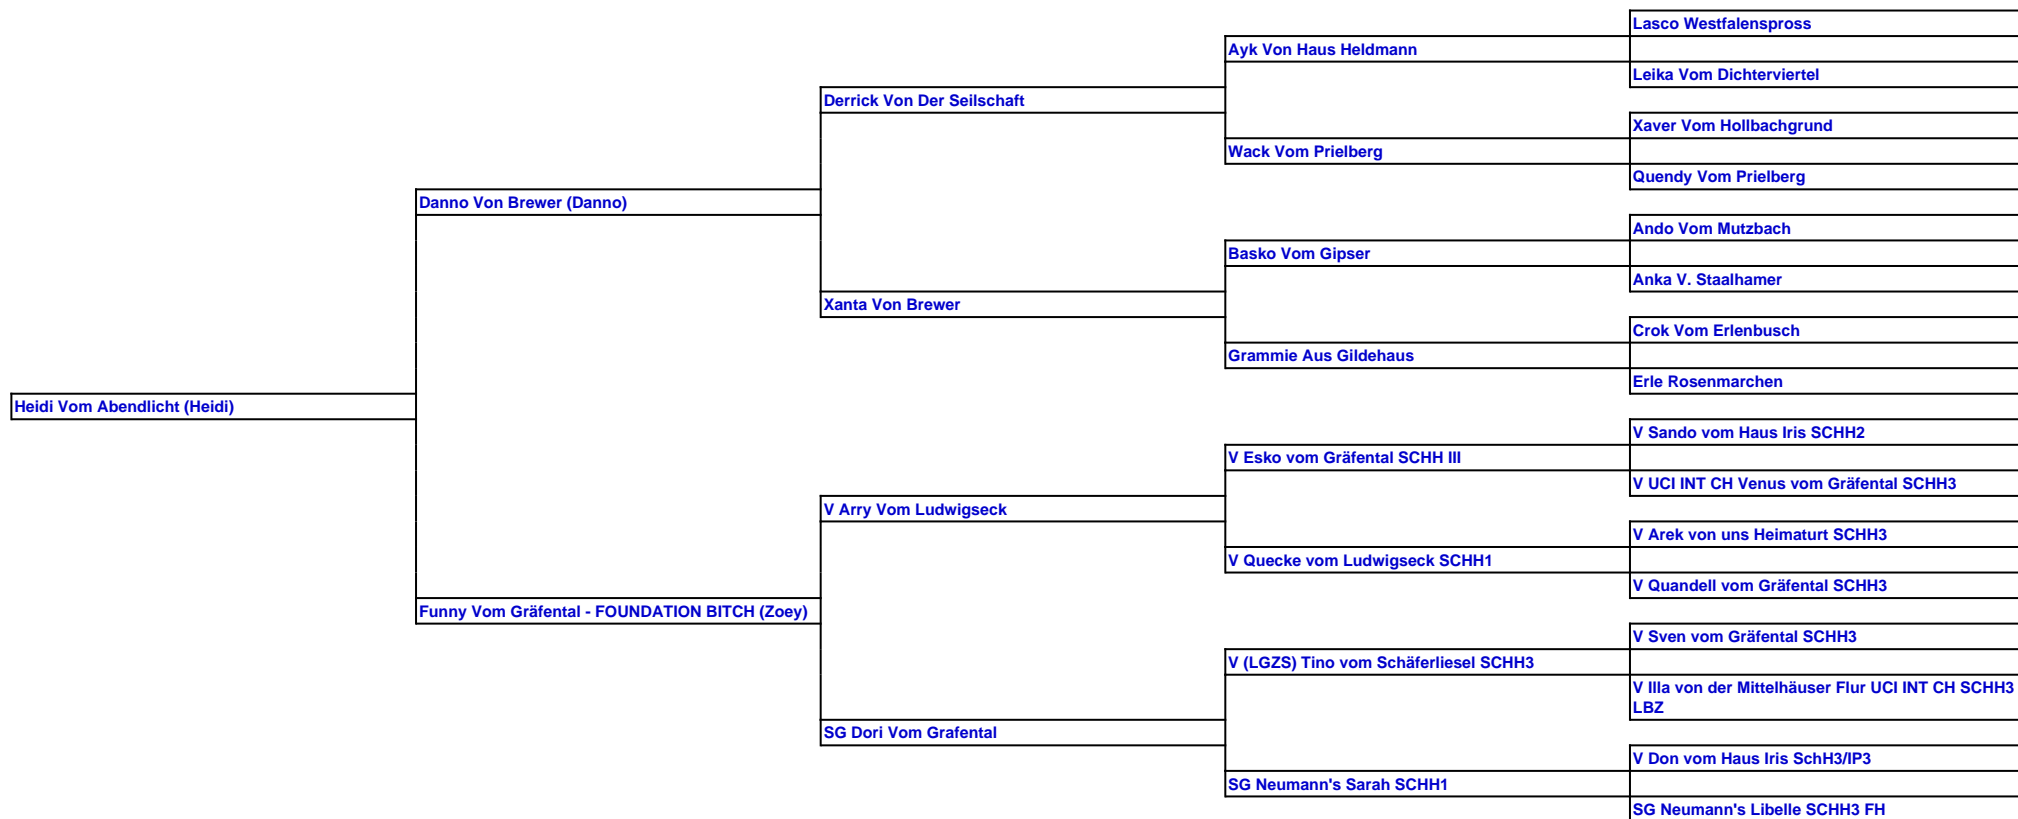 Lasco Westfalenspross
Ayk Von Haus Heldmann
Leika Vom Dichterviertel
Derrick Von Der Seilschaft
Xaver Vom Hollbachgrund
Wack Vom Prielberg
Quendy Vom Prielberg
Danno Von Brewer (Danno)
Ando Vom Mutzbach
Basko Vom Gipser
Anka V. Staalhamer
Xanta Von Brewer
Crok Vom Erlenbusch
Grammie Aus Gildehaus
Erle Rosenmarchen
Heidi Vom Abendlicht (Heidi)
V Sando vom Haus Iris SCHH2
V Esko vom Gräfental SCHH III
V UCI INT CH Venus vom Gräfental SCHH3
V Arry Vom Ludwigseck
V Arek von uns Heimaturt SCHH3
V Quecke vom Ludwigseck SCHH1
V Quandell vom Gräfental SCHH3
Funny Vom Gräfental - FOUNDATION BITCH (Zoey)
V Sven vom Gräfental SCHH3
V (LGZS) Tino vom Schäferliesel SCHH3
V Illa von der Mittelhäuser Flur UCI INT CH SCHH3
LBZ
SG Dori Vom Grafental
V Don vom Haus Iris SchH3/IP3
SG Neumann's Sarah SCHH1
SG Neumann's Libelle SCHH3 FH